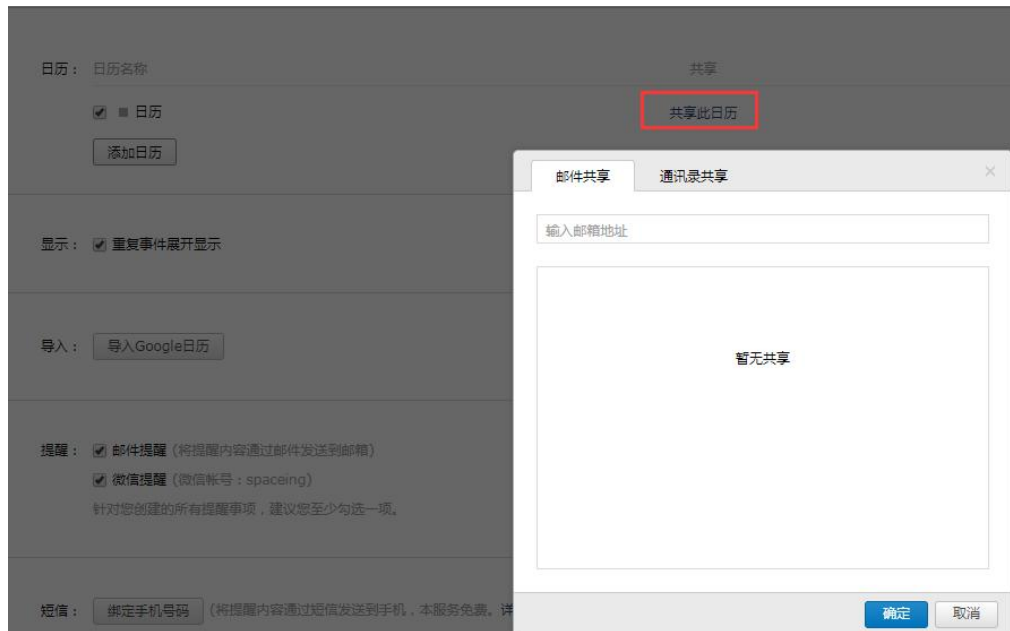 日历： 日历名称 共享
日历 共享此日历
添加日历
邮件共享 通讯录共享
输入邮箱地址
显示： 重复事件展开显示
导入： 导入Google日历
暂无共享
提醒： 邮件提醒（将提醒内容通过邮件发送到邮箱）
微信提醒（微信帐号：spaceing）
针对您创建的所有提醒事项，建议您至少勾选一项。
短信： 绑定手机号码 （将提醒内容通过短信发送到手机，本服务免费。详
确定 取消